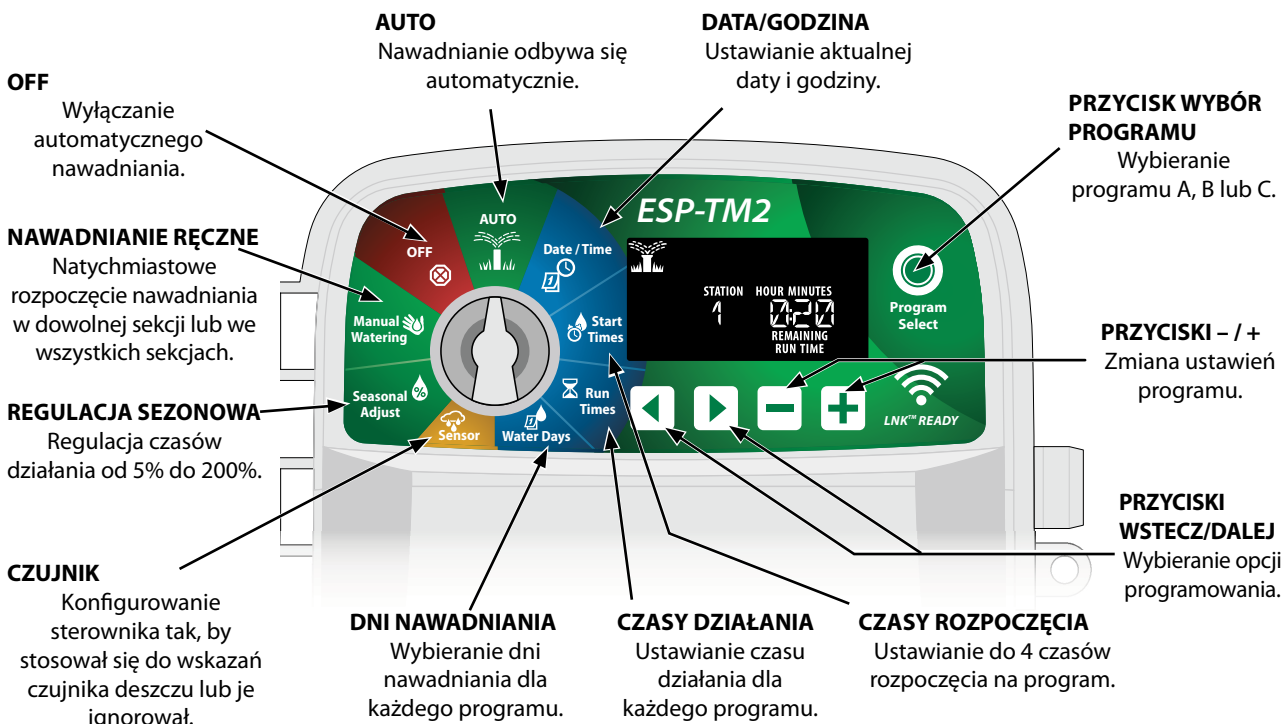 AUTO
Nawadnianie odbywa się
automatycznie.
DATA/GODZINA
Ustawianie aktualnej
daty i godziny.
OFF
Wyłączanie
automatycznego
nawadniania.
PRZYCISK WYBÓR
PROGRAMU
Wybieranie
programu A, B lub C.
NAWADNIANIE RĘCZNE
Natychmiastowe
rozpoczęcie nawadniania
w dowolnej sekcji lub we
wszystkich sekcjach.
REGULACJA SEZONOWA
Regulacja czasów
działania od 5% do 200%.
CZUJNIK
Konfigurowanie
sterownika tak, by
stosował się do wskazań
czujnika deszczu lub je
ignorował.
ESP-TM2
OFF
AUTO
Date / Time
1
Start
Times
Run
Times
Water Days
1
Sensor
Seasonal
Adjust
%
Manual
Watering
STATION HOUR MINUTES
1 0:20
REMAINING
RUN TIME
Program
Select
LNK™ READY
PRZYCISKI – / +
Zmiana ustawień
programu.
PRZYCISKI
WSTECZ/DALEJ
Wybieranie opcji
programowania.
DNI NAWADNIANIA
Wybieranie dni
nawadniania dla
każdego programu.
CZASY DZIAŁANIA
Ustawianie czasu
działania dla
każdego programu.
CZASY ROZPOCZĘCIA
Ustawianie do 4 czasów
rozpoczęcia na program.